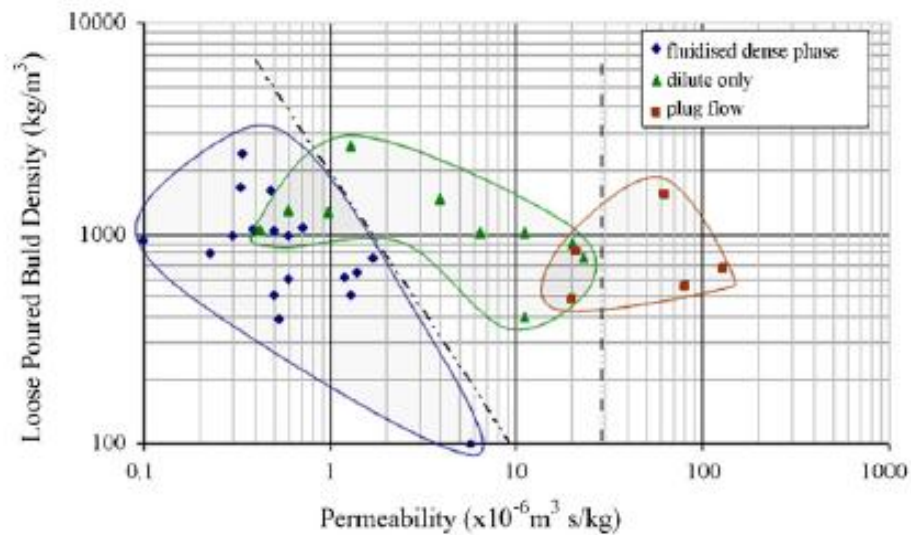 10000
1000
100
0.1
1
10
100
1000
Loose Poured Buld Density (kg/m³)
Permeability (x10⁻⁶m³ s/kg)
fluidised dense phase
dilute only
plug flow